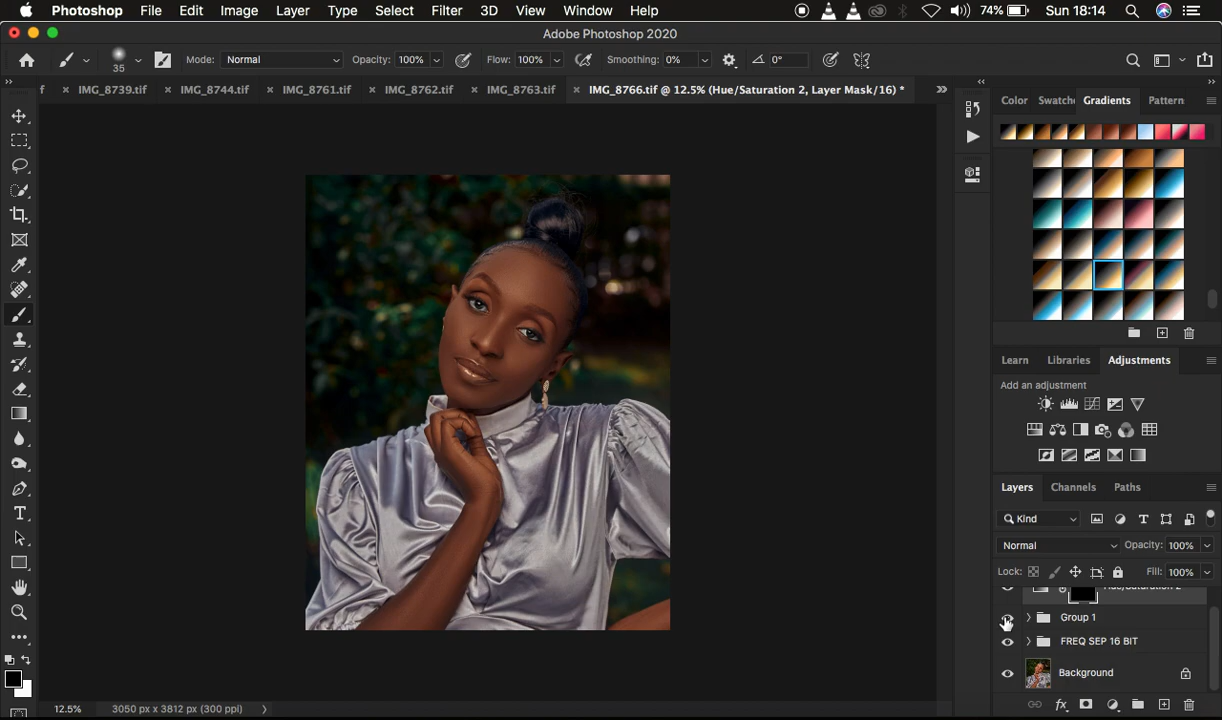 Photoshop File Edit Image Layer Type Select Filter 3D View Window Help 74% Sun 18:14
Adobe Photoshop 2020
35 Mode: Normal Opacity: 100% Flow: 100% Smoothing: 0% 0°
f × IMG_8739.tif × IMG_8744.tif × IMG_8761.tif × IMG_8762.tif × IMG_8763.tif × IMG_8766.tif @ 12.5% (Hue/Saturation 2, Layer Mask/16) *
Color Swatche Gradients Pattern
Learn Libraries Adjustments
Add an adjustment
Layers Channels Paths
Kind
Normal Opacity: 100%
Lock: Fill: 100%
Hue/Saturation 2
Group 1
FREQ SEP 16 BIT
Background
12.5% 3050 px x 3812 px (300 ppi)